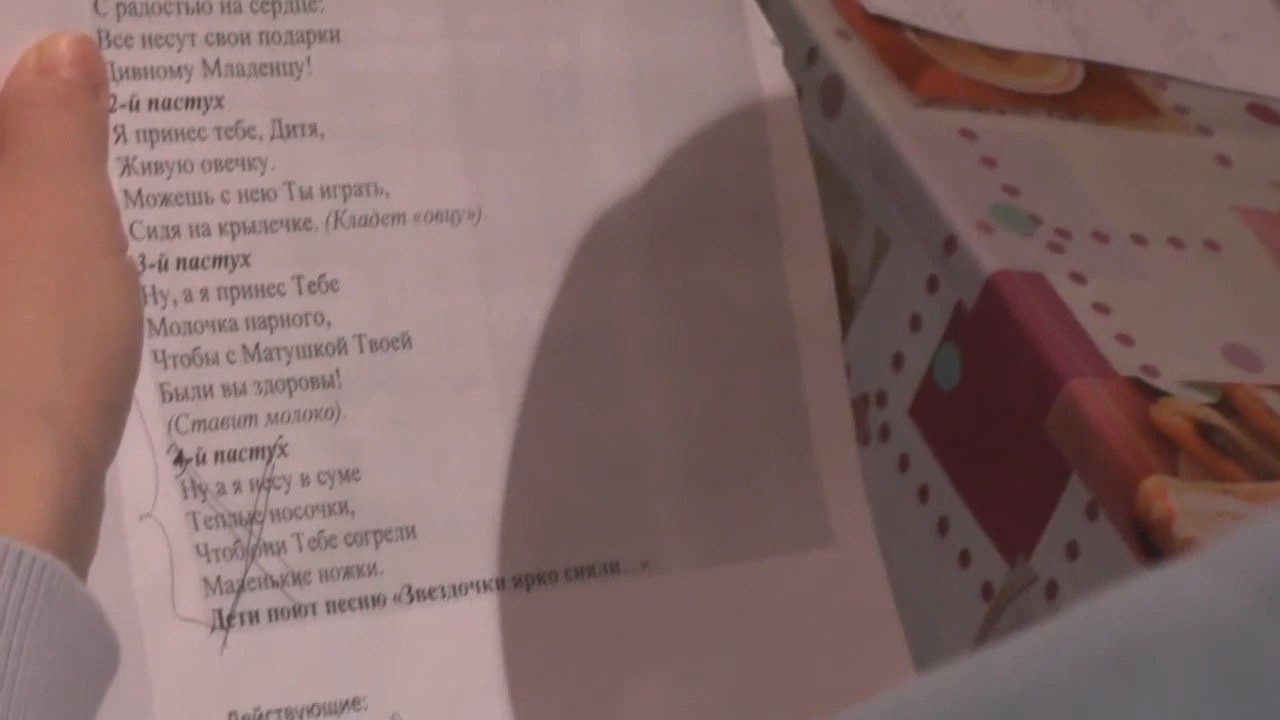 С радостью на сердце:
Все несут свои подарки
Дивному Младенцу!
2-й пастух
Я принес тебе, Дитя,
Живую овечку.
Можешь с нею Ты играть,
Сидя на крылечке. (Кладет «овцу»).
3-й пастух
Ну, а я принес Тебе
Молочка парного,
Чтобы с Матушкой Твоей
Были вы здоровы!
(Ставит молоко).
4-й пастух
Ну а я несу в суме
Теплые носочки,
Чтоб они Тебе согрели
Маленькие ножки.
Дети поют песню «Звездочки ярко сияли...»
Действующие: